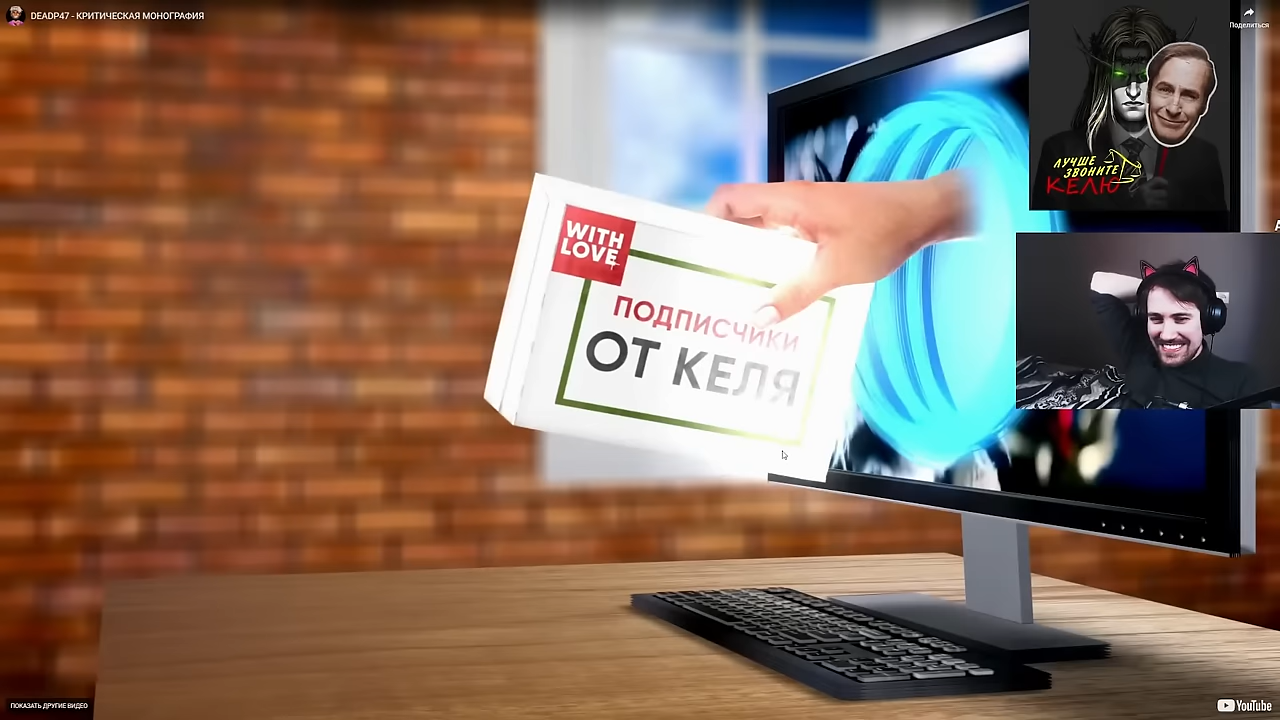 DEADP47 - КРИТИЧЕСКАЯ МОНОГРАФИЯ
Поделиться
ЛУЧШЕ
ЗВОНИТЕ
КЕЛЮ
WITH
LOVE
ПОДПИСЧИКИ
ОТ КЕЛЯ
ПОКАЗАТЬ ДРУГИЕ ВИДЕО
YouTube